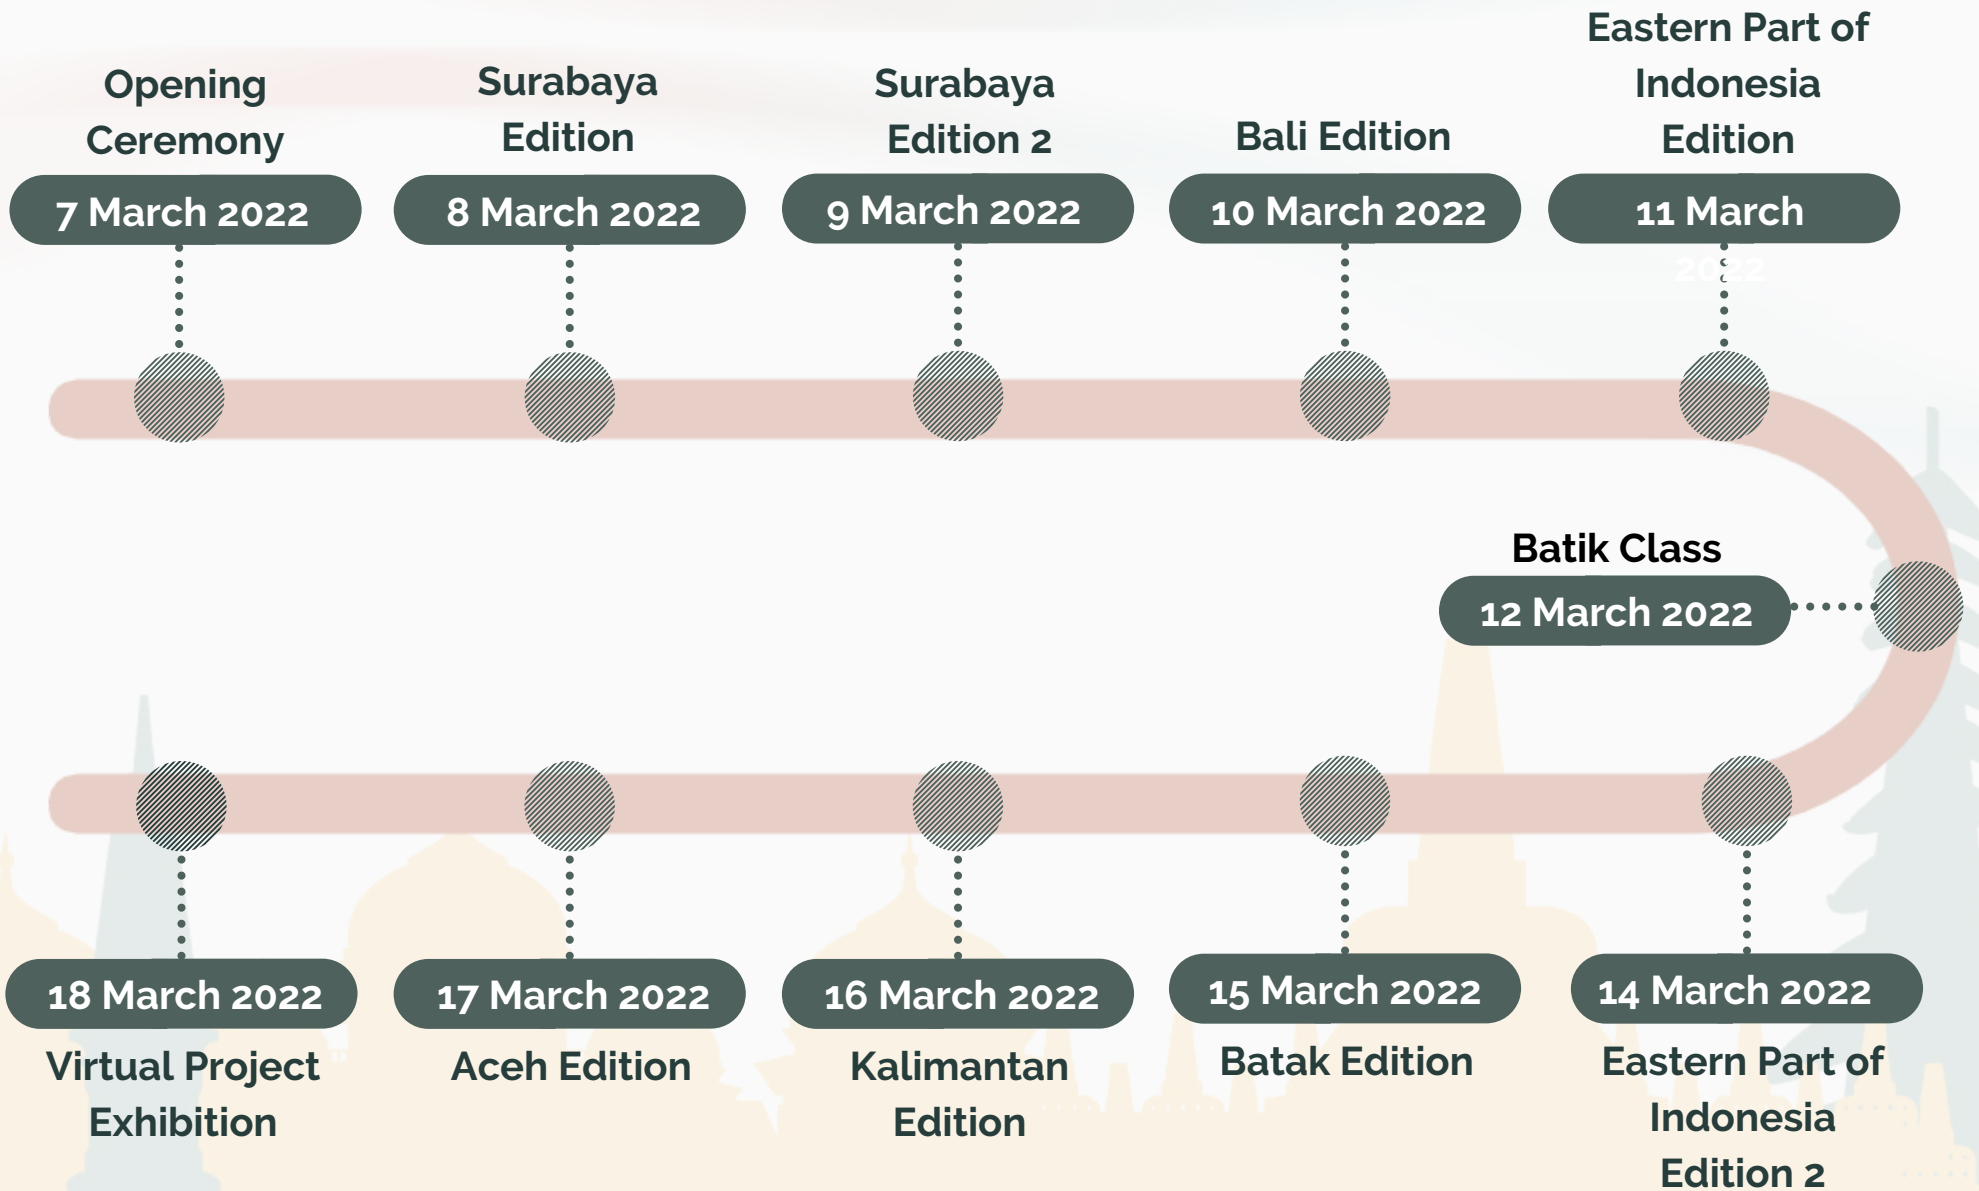 Opening
Ceremony
7 March 2022
Surabaya
Edition
8 March 2022
Surabaya
Edition 2
9 March 2022
Bali Edition
10 March 2022
Eastern Part of
Indonesia
Edition
11 March
2022
Batik Class
12 March 2022
14 March 2022
Eastern Part of
Indonesia
Edition 2
15 March 2022
Batak Edition
16 March 2022
Kalimantan
Edition
17 March 2022
Aceh Edition
18 March 2022
Virtual Project
Exhibition